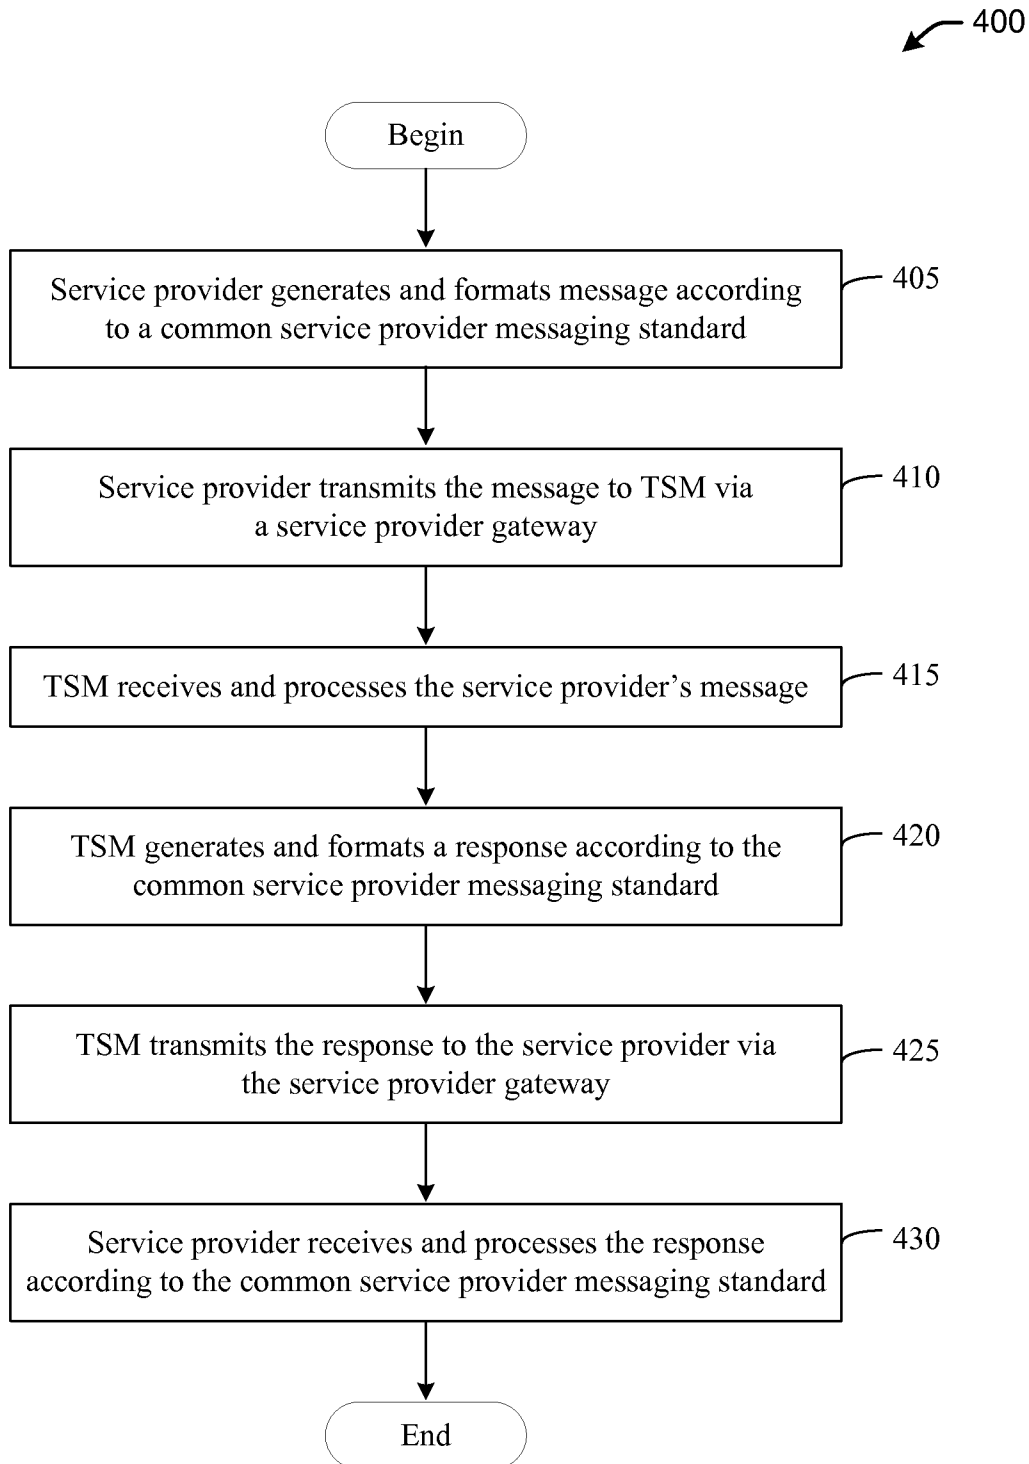 400
Begin
Service provider generates and formats message according
to a common service provider messaging standard
405
Service provider transmits the message to TSM via
a service provider gateway
410
TSM receives and processes the service provider’s message
415
TSM generates and formats a response according to the
common service provider messaging standard
420
TSM transmits the response to the service provider via
the service provider gateway
425
Service provider receives and processes the response
according to the common service provider messaging standard
430
End